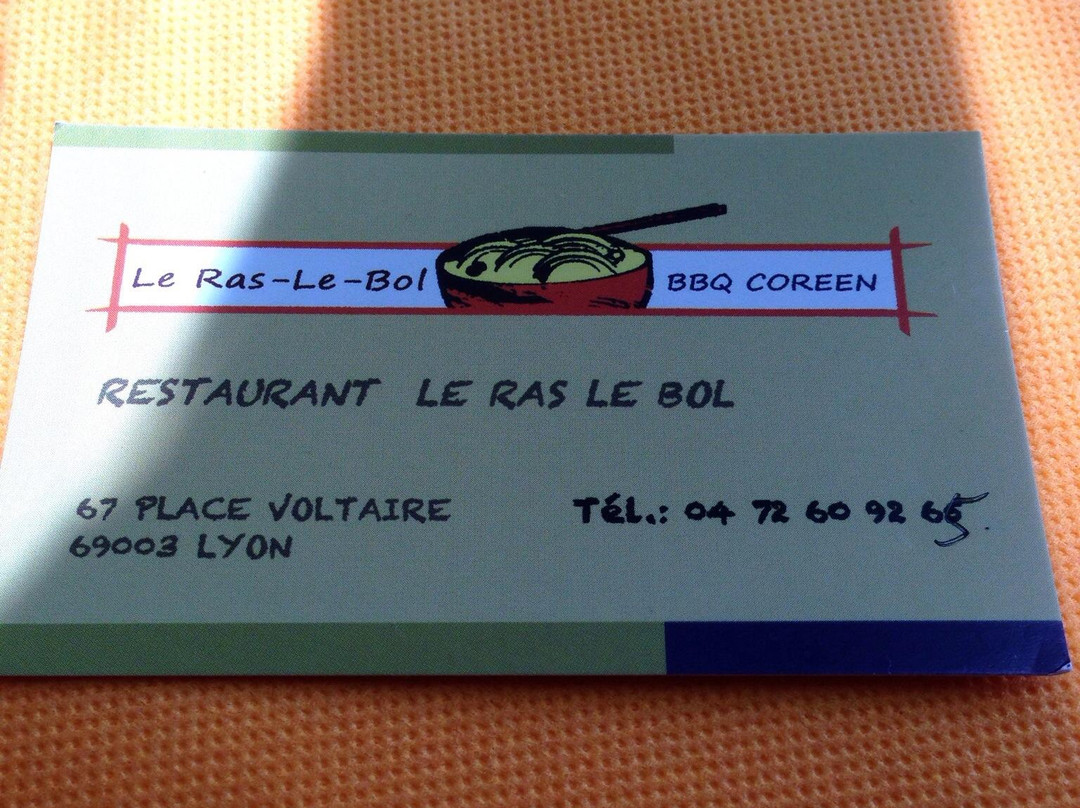 Le Ras-Le-Bol BBQ COREEN
RESTAURANT LE RAS LE BOL
67 PLACE VOLTAIRE Tél.: 04 72 60 92 65.
69003 LYON